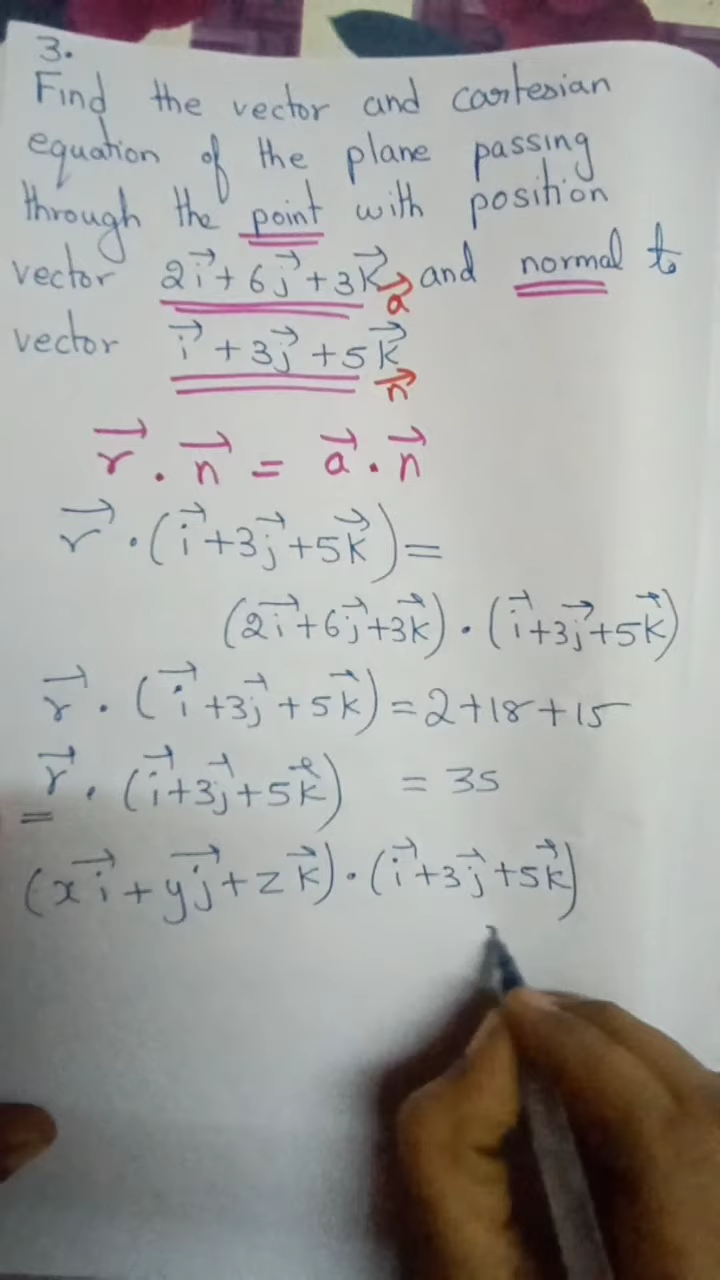 3.
Find the vector and cartesian
equation of the plane passing
through the point with position
vector 2i⃗ + 6j⃗ + 3k⃗ and normal to
a⃗
vector i⃗ + 3j⃗ + 5k⃗
n⃗
r⃗ . n⃗ = a⃗ . n⃗
r⃗ . (i⃗ + 3j⃗ + 5k⃗) =
(2i⃗ + 6j⃗ + 3k⃗) . (i⃗ + 3j⃗ + 5k⃗)
r⃗ . (i⃗ + 3j⃗ + 5k⃗) = 2 + 18 + 15
r⃗ . (i⃗ + 3j⃗ + 5k⃗) = 35
(xi⃗ + yj⃗ + zk⃗) . (i⃗ + 3j⃗ + 5k⃗)